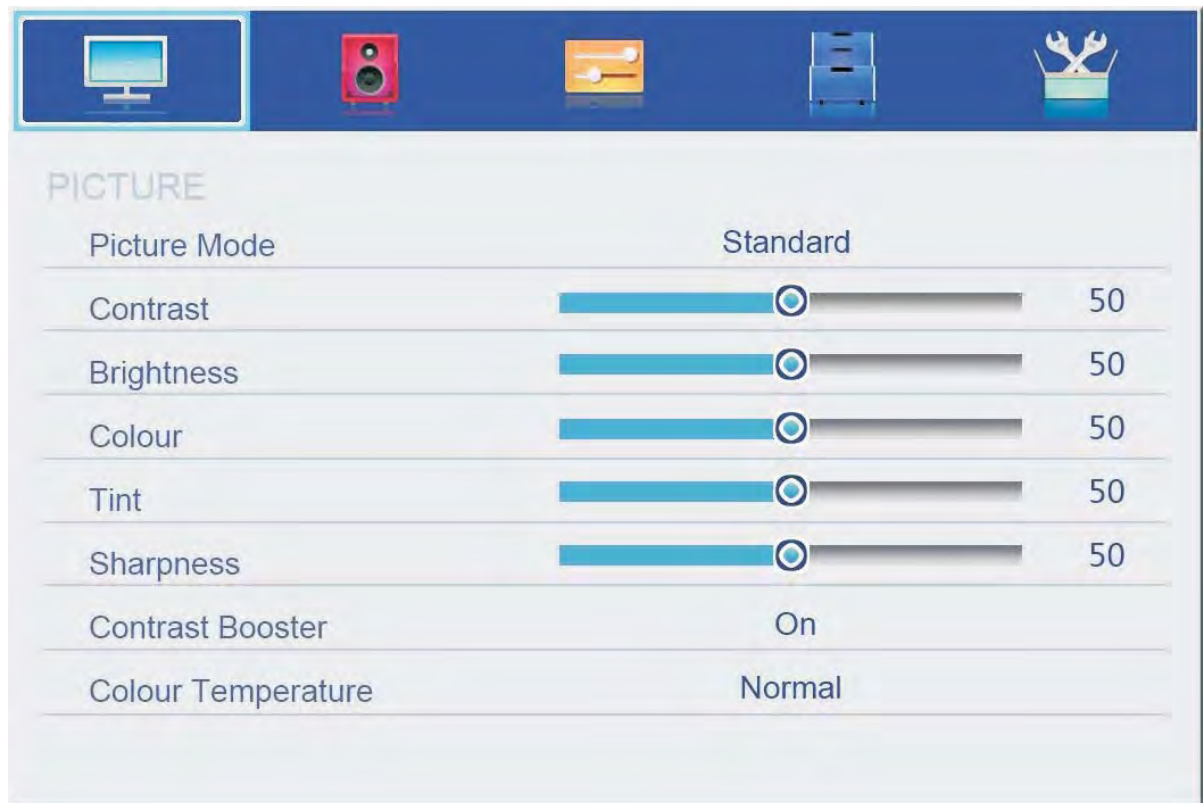 PICTURE
Picture Mode Standard
Contrast 50
Brightness 50
Colour 50
Tint 50
Sharpness 50
Contrast Booster On
Colour Temperature Normal